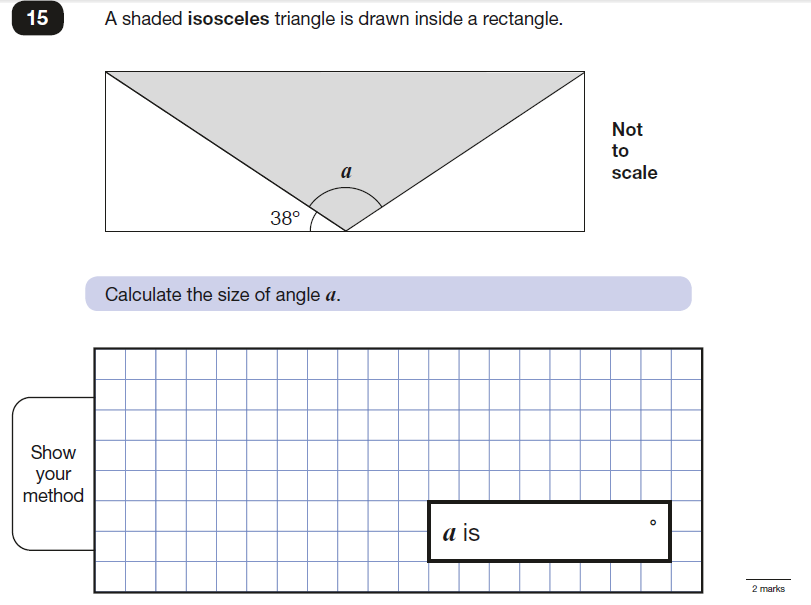 15
A shaded isosceles triangle is drawn inside a rectangle.
a
38°
Not
to
scale
Calculate the size of angle a.
Show
your
method
a is °
2 marks